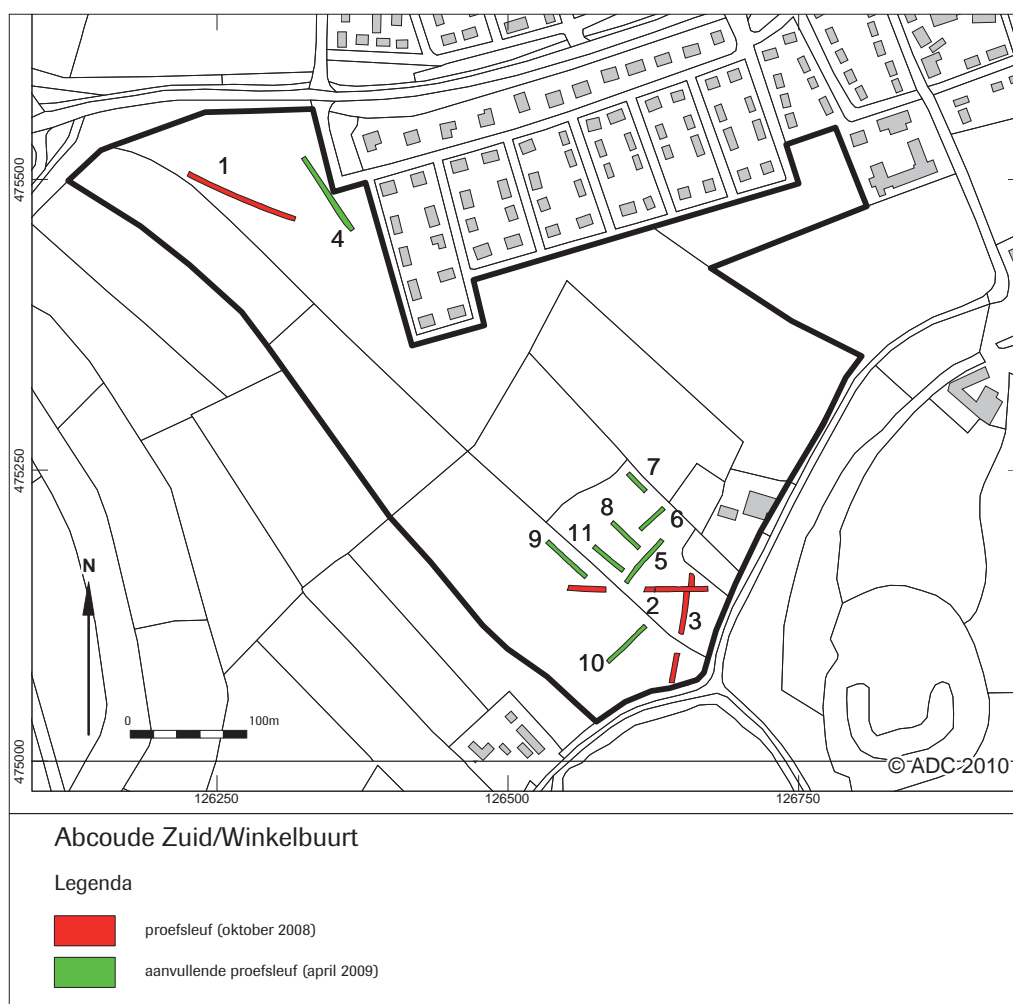 1
4
475500
475250
7
8
6
11
9
5
2
3
10
N
0 100m
475000
© ADC 2010
126250 126500 126750
Abcoude Zuid/Winkelbuurt
Legenda
proefsleuf (oktober 2008)
aanvullende proefsleuf (april 2009)